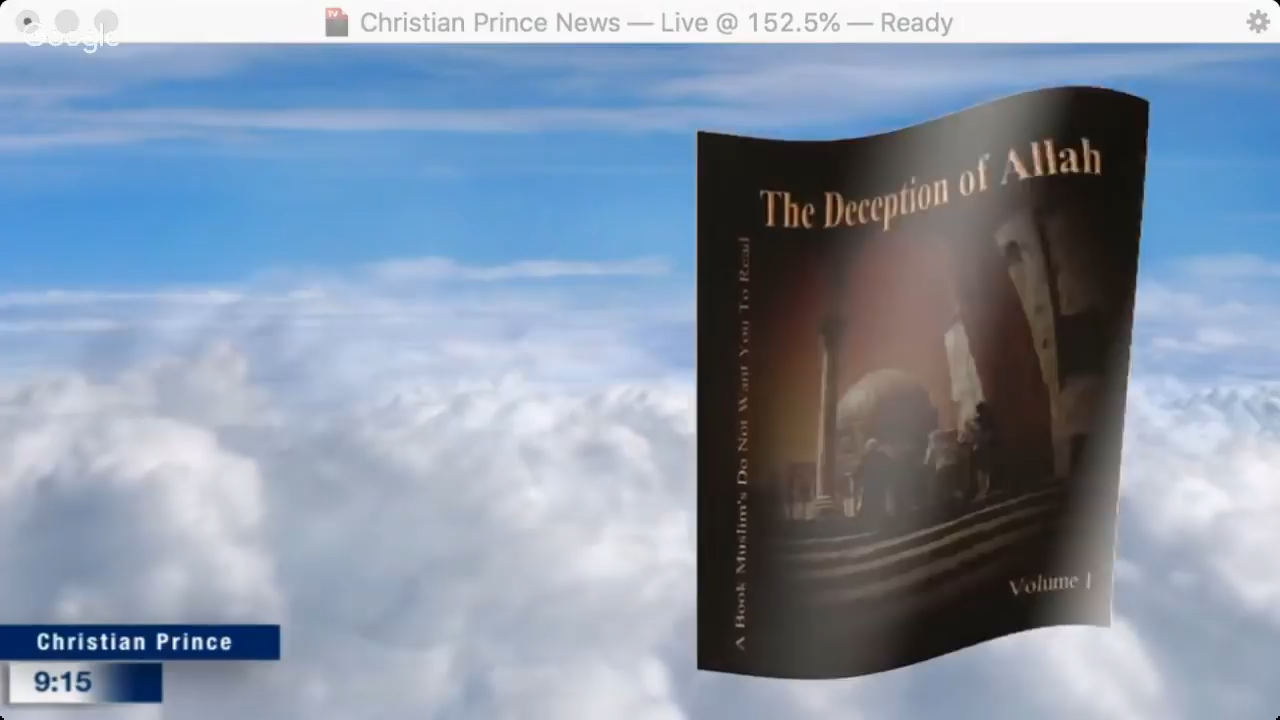 Christian Prince News — Live @ 152.5% — Ready
Google
The Deception of Allah
A Book Muslim's Do Not Want You To Read
Volume 1
Christian Prince
9:15